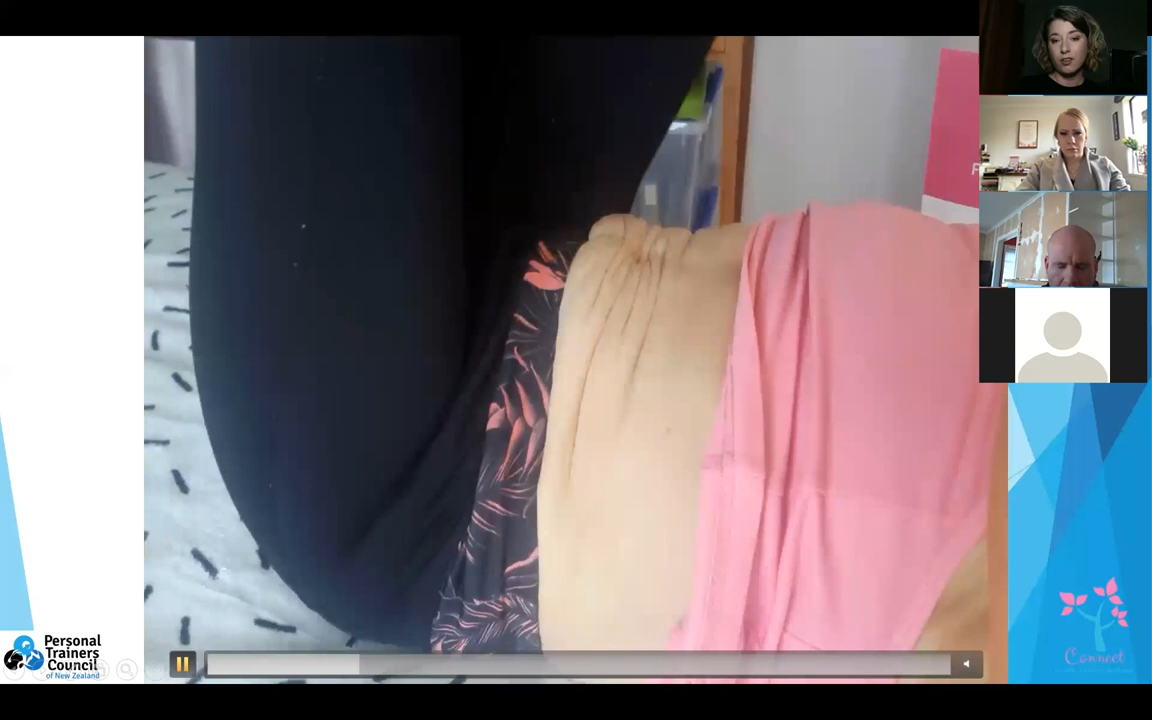 Personal
Trainers
Council
of New Zealand
Connect